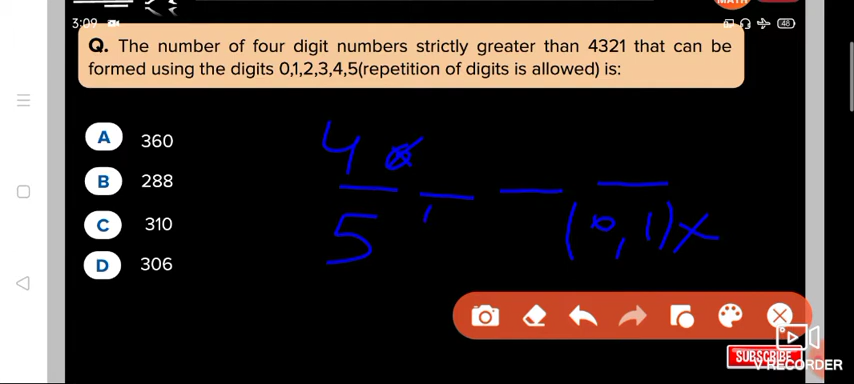 MATH
3:09
48
Q. The number of four digit numbers strictly greater than 4321 that can be
formed using the digits 0,1,2,3,4,5(repetition of digits is allowed) is:
A 360
B 288
C 310
D 306
4
5
(0,1)×
SUBSCRIBE
V RECORDER